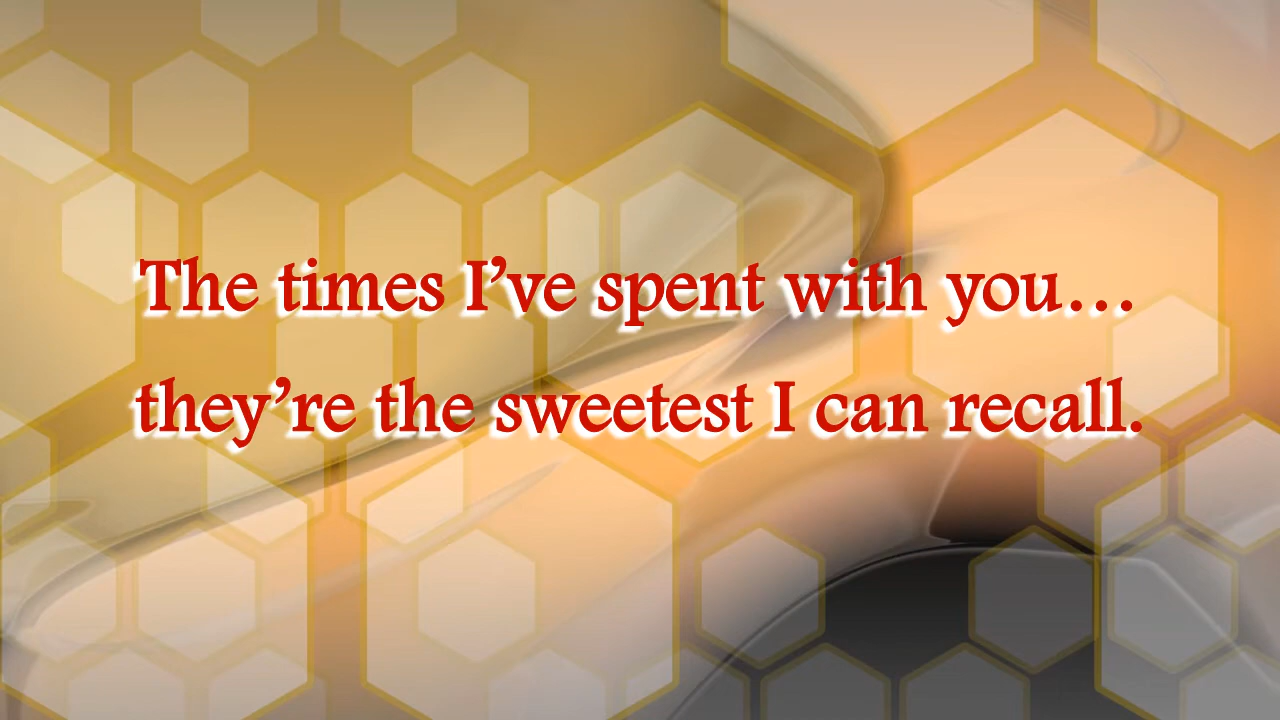 The times I’ve spent with you…
they’re the sweetest I can recall.